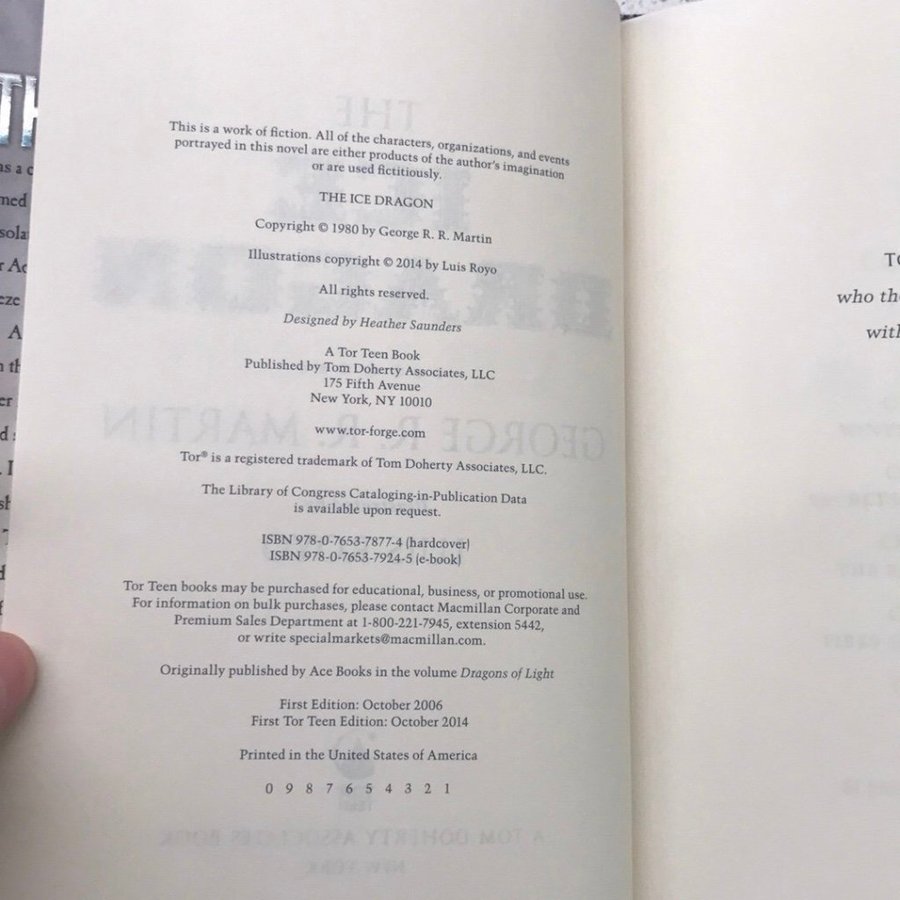 TH
as a c
med
This is a work of fiction. All of the characters, organizations, and events
portrayed in this novel are either products of the author's imagination
or are used fictitiously.
THE ICE DRAGON
Copyright © 1980 by George R. R. Martin
Illustrations copyright © 2014 by Luis Royo
All rights reserved.
Designed by Heather Saunders
A Tor Teen Book
Published by Tom Doherty Associates, LLC
175 Fifth Avenue
New York, NY 10010
www.tor-forge.com
Tor® is a registered trademark of Tom Doherty Associates, LLC.
The Library of Congress Cataloging-in-Publication Data
is available upon request.
ISBN 978-0-7653-7877-4 (hardcover)
ISBN 978-0-7653-7924-5 (e-book)
Tor Teen books may be purchased for educational, business, or promotional use.
For information on bulk purchases, please contact Macmillan Corporate and
Premium Sales Department at 1-800-221-7945, extension 5442,
or write specialmarkets@macmillan.com.
Originally published by Ace Books in the volume Dragons of Light
First Edition: October 2006
First Tor Teen Edition: October 2014
Printed in the United States of America
0 9 8 7 6 5 4 3 2 1
who
with